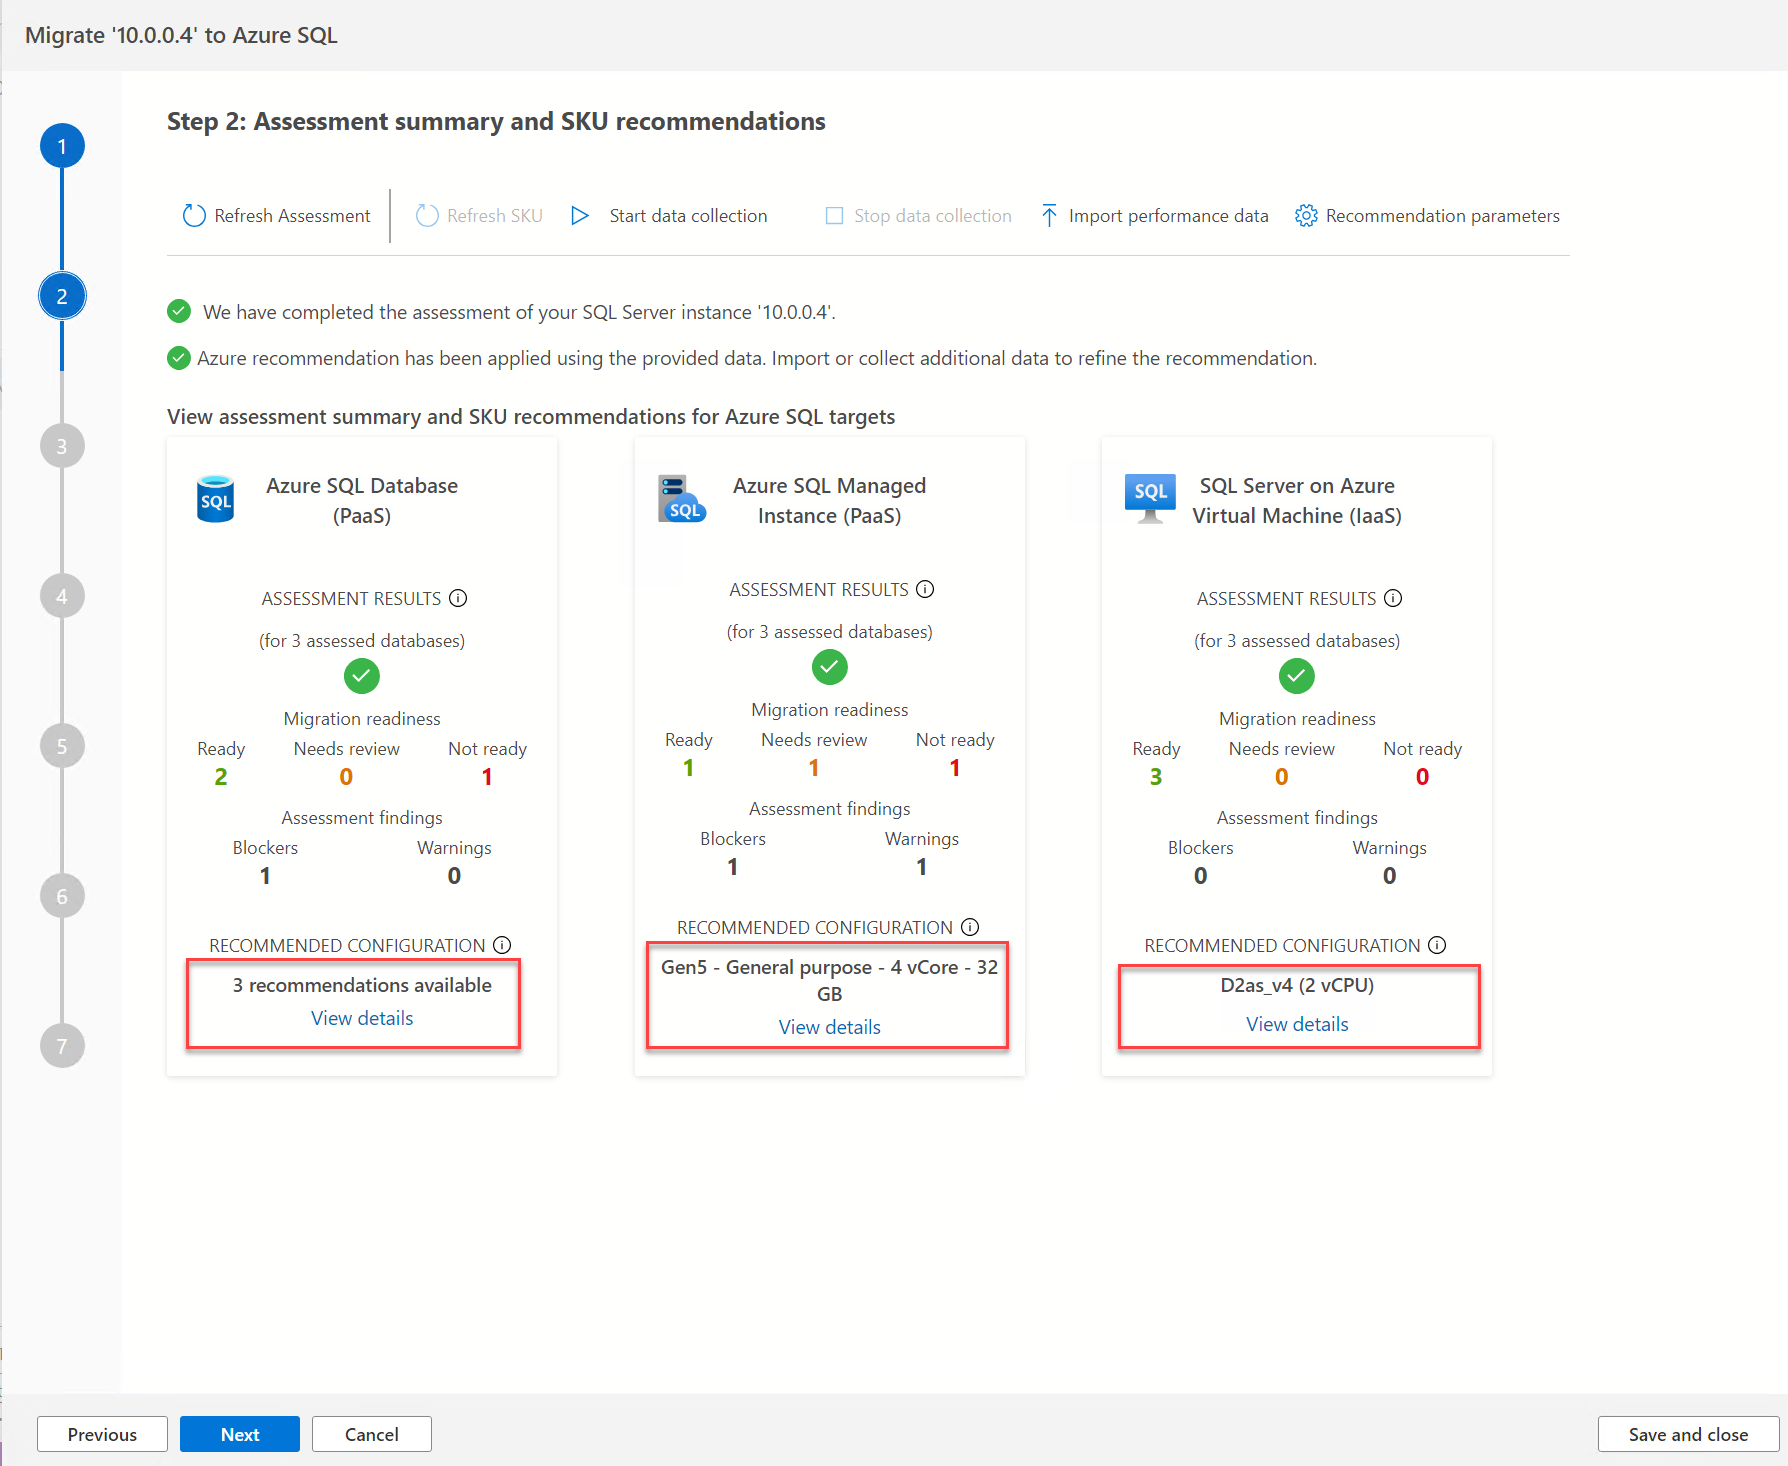 Migrate '10.0.0.4' to Azure SQL
Step 2: Assessment summary and SKU recommendations
1
2
3
4
5
6
7
Refresh Assessment
Refresh SKU
Start data collection
Stop data collection
Import performance data
Recommendation parameters
We have completed the assessment of your SQL Server instance '10.0.0.4'.
Azure recommendation has been applied using the provided data. Import or collect additional data to refine the recommendation.
View assessment summary and SKU recommendations for Azure SQL targets
SQL
Azure SQL Database
(PaaS)
ASSESSMENT RESULTS
(for 3 assessed databases)
Migration readiness
Ready Needs review Not ready
2 0 1
Assessment findings
Blockers Warnings
1 0
RECOMMENDED CONFIGURATION
3 recommendations available
View details
SQL
Azure SQL Managed
Instance (PaaS)
ASSESSMENT RESULTS
(for 3 assessed databases)
Migration readiness
Ready Needs review Not ready
1 1 1
Assessment findings
Blockers Warnings
1 1
RECOMMENDED CONFIGURATION
Gen5 - General purpose - 4 vCore - 32
GB
View details
SQL
SQL Server on Azure
Virtual Machine (IaaS)
ASSESSMENT RESULTS
(for 3 assessed databases)
Migration readiness
Ready Needs review Not ready
3 0 0
Assessment findings
Blockers Warnings
0 0
RECOMMENDED CONFIGURATION
D2as_v4 (2 vCPU)
View details
Previous
Next
Cancel
Save and close